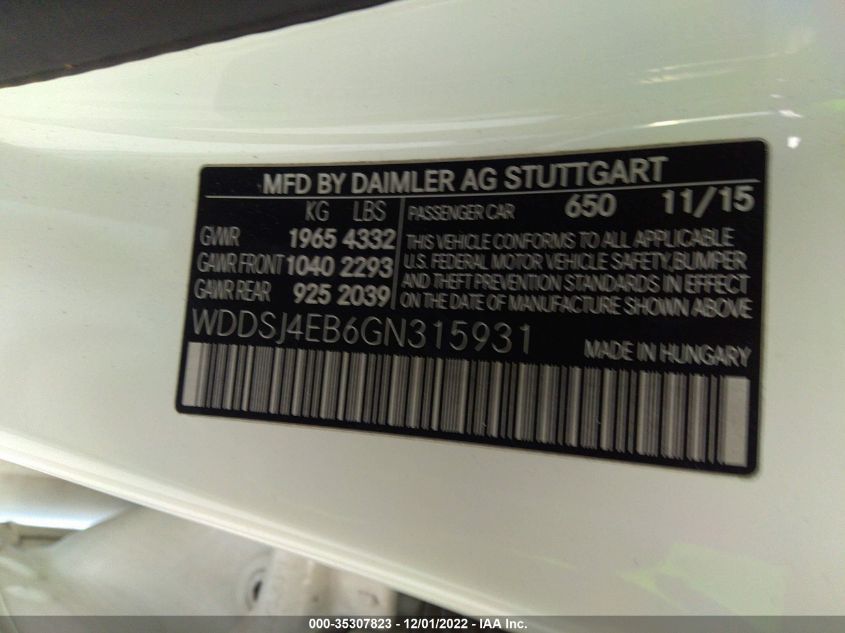 MFD BY DAIMLER AG STUTTGART
KG LBS
GVWR 1965 4332
GAWR FRONT 1040 2293
GAWR REAR 925 2039
PASSENGER CAR 650 11/15
THIS VEHICLE CONFORMS TO ALL APPLICABLE
U.S. FEDERAL MOTOR VEHICLE SAFETY,BUMPER
AND THEFT PREVENTION STANDARDS IN EFFECT
ON THE DATE OF MANUFACTURE SHOWN ABOVE
WDDSJ4EB6GN315931
MADE IN HUNGARY
000-35307823 - 12/01/2022 - IAA Inc.